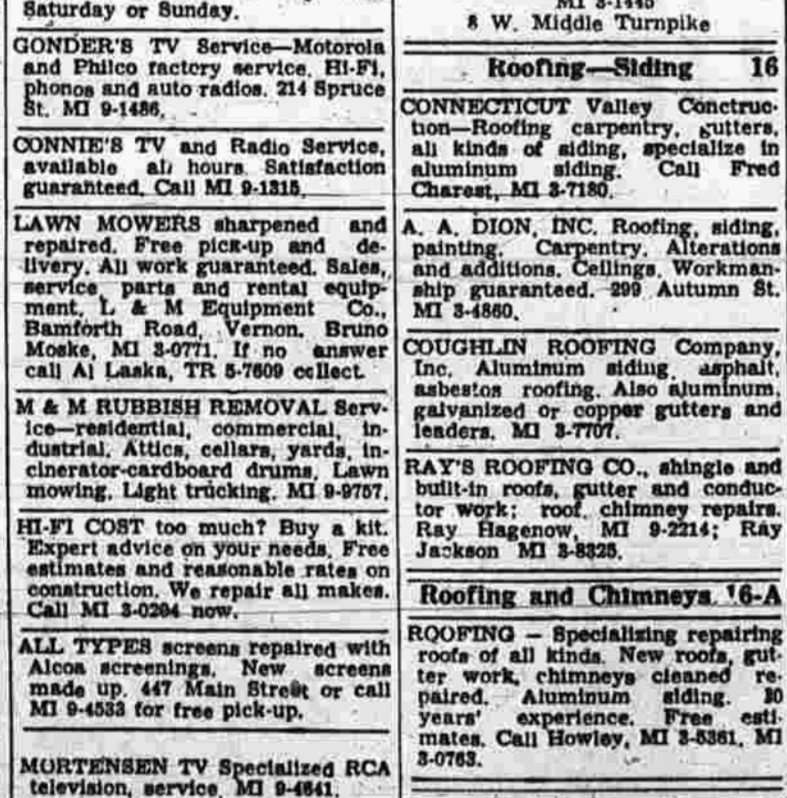 Saturday or Sunday.
GONDER'S TV Service—Motorola
and Philco factory service. Hi-Fi,
phonos and auto radios. 214 Spruce
St. MI 9-1486.
CONNIE'S TV and Radio Service,
available all hours. Satisfaction
guaranteed. Call MI 9-1315.
LAWN MOWERS sharpened and
repaired. Free pick-up and de-
livery. All work guaranteed. Sales,
service parts and rental equip-
ment. L & M Equipment Co.,
Bamforth Road, Vernon. Bruno
Moske, MI 3-0771. If no answer
call Al Laska, TR 5-7609 collect.
M & M RUBBISH REMOVAL Serv-
ice—residential, commercial, in-
dustrial. Attics, cellars, yards, in-
cinerator-cardboard drums. Lawn
mowing. Light trucking. MI 9-9757.
HI-FI COST too much? Buy a kit.
Expert advice on your needs. Free
estimates and reasonable rates on
construction. We repair all makes.
Call MI 3-0294 now.
ALL TYPES screens repaired with
Alcoa screenings. New screens
made up. 447 Main Street or call
MI 9-4533 for free pick-up.
MORTENSEN TV Specialized RCA
television, service. MI 9-4641.
MI 3-1445
8 W. Middle Turnpike
Roofing—Siding 16
CONNECTICUT Valley Construc-
tion—Roofing carpentry, gutters,
all kinds of siding, specialize in
aluminum siding. Call Fred
Charest, MI 3-7180.
A. A. DION, INC. Roofing, siding,
painting. Carpentry. Alterations
and additions. Ceilings. Workman-
ship guaranteed. 299 Autumn St.
MI 3-4860.
COUGHLIN ROOFING Company,
Inc. Aluminum siding, asphalt,
asbestos roofing. Also aluminum,
galvanized or copper gutters and
leaders. MI 3-7707.
RAY'S ROOFING CO., shingle and
built-in roofs, gutter and conduc-
tor work; roof, chimney repairs.
Ray Hagenow, MI 9-2214; Ray
Jackson MI 3-8325.
Roofing and Chimneys 16-A
ROOFING — Specializing repairing
roofs of all kinds. New roofs, gut-
ter work, chimneys cleaned re-
paired. Aluminum siding. 30
years' experience. Free esti-
mates. Call Howley, MI 3-5361, MI
3-0763.